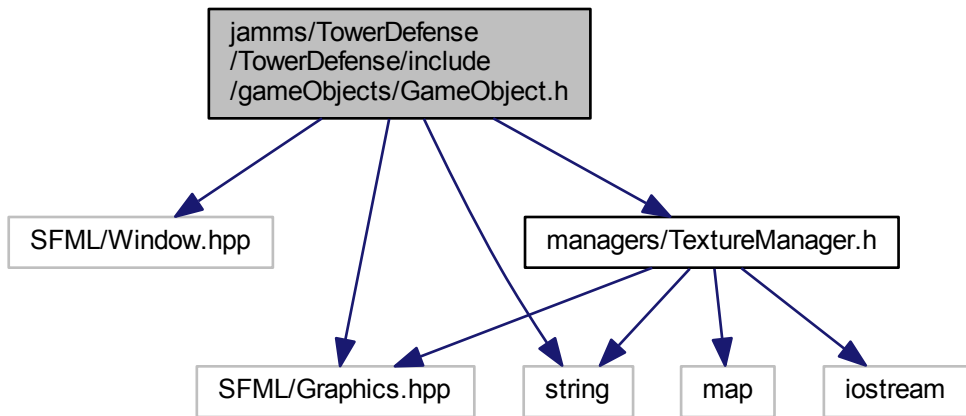 jamms/TowerDefense
/TowerDefense/include
/gameObjects/GameObject.h
SFML/Window.hpp
managers/TextureManager.h
SFML/Graphics.hpp
string
map
iostream